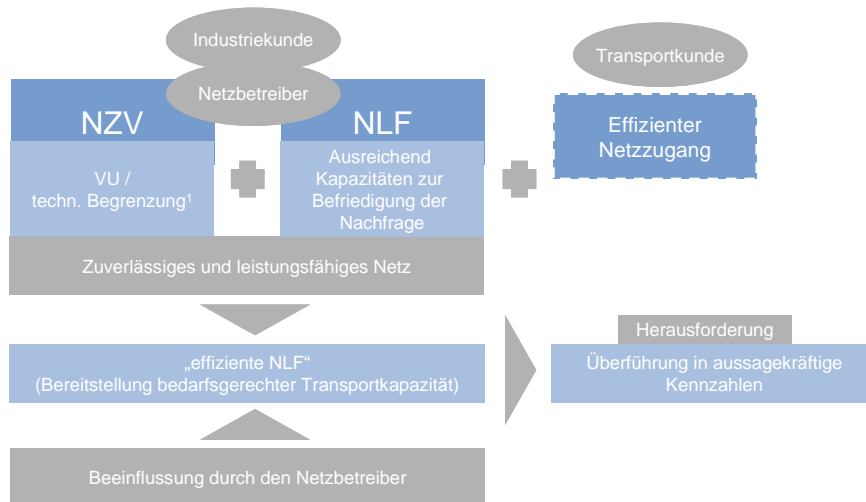 Industriekunde
Netzbetreiber
Transportkunde
NZV
NLF
Effizienter
Netzzugang
VU /
techn. Begrenzung¹
Ausreichend
Kapazitäten zur
Befriedigung der
Nachfrage
Zuverlässiges und leistungsfähiges Netz
„effiziente NLF“
(Bereitstellung bedarfsgerechter Transportkapazität)
Herausforderung
Überführung in aussagekräftige
Kennzahlen
Beeinflussung durch den Netzbetreiber